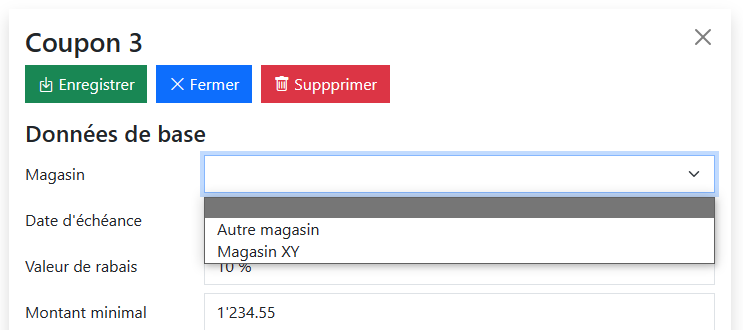 Coupon 3
Enregistrer
Fermer
Suppprimer
Données de base
Magasin
Date d'échéance
Autre magasin
Magasin XY
Valeur de rabais
10 %
Montant minimal
1'234.55